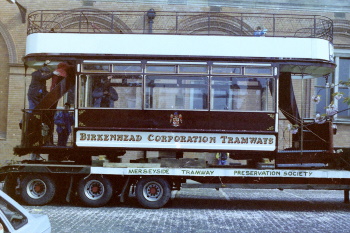 BIRKENHEAD CORPORATION TRAMWAYS
MERSEYSIDE TRAMWAY PRESERVATION SOCIETY